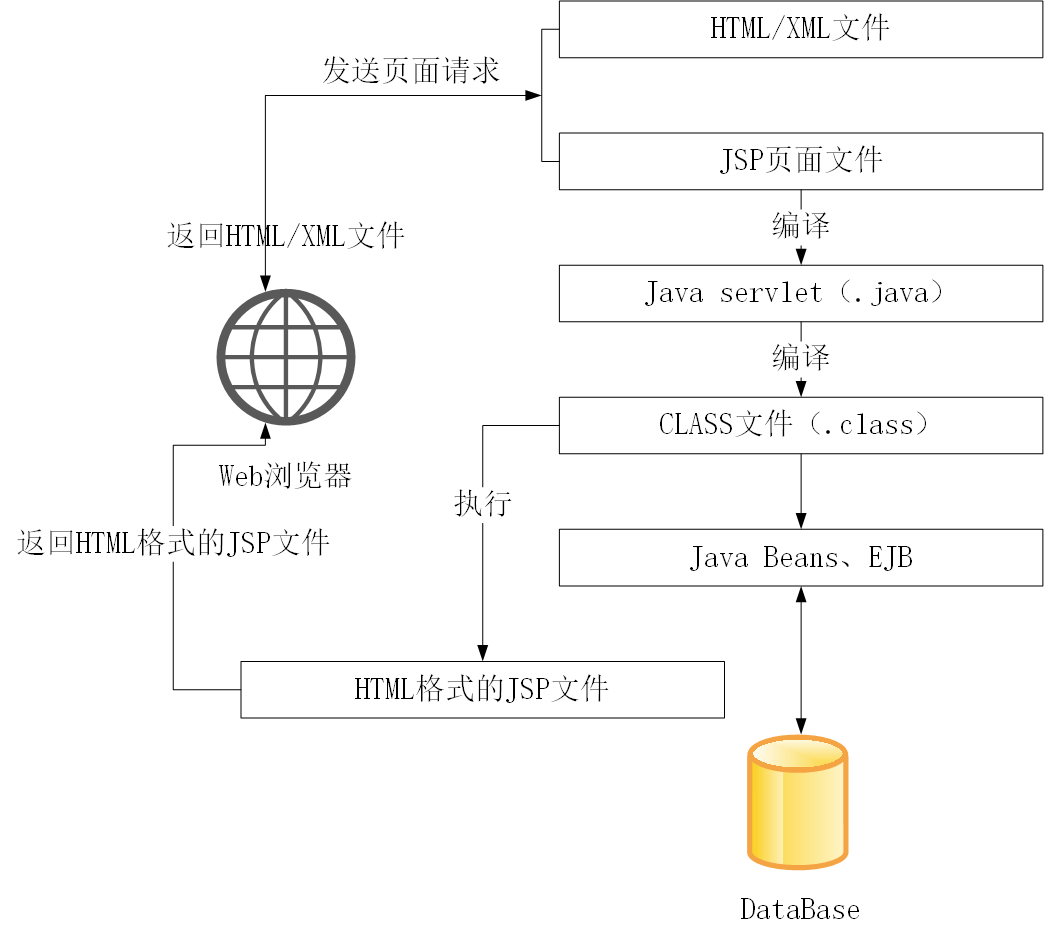 HTML/XML文件
发送页面请求
JSP页面文件
编译
返回HTML/XML文件
Java servlet（.java）
编译
CLASS文件（.class）
Web浏览器
执行
返回HTML格式的JSP文件
Java Beans、EJB
HTML格式的JSP文件
DataBase